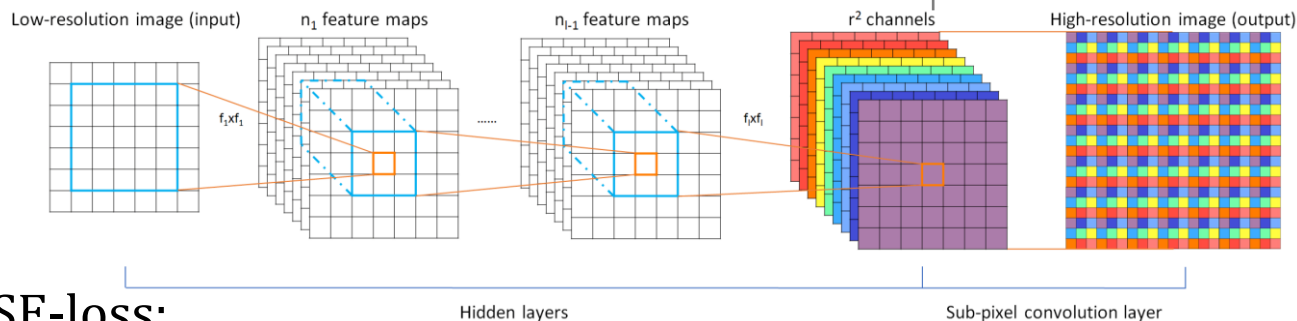 Low-resolution image (input)
n₁ feature maps
nₗ₋₁ feature maps
r² channels
High-resolution image (output)
f₁xf₁
......
fₗxfₗ
Hidden layers
Sub-pixel convolution layer
SE-loss: